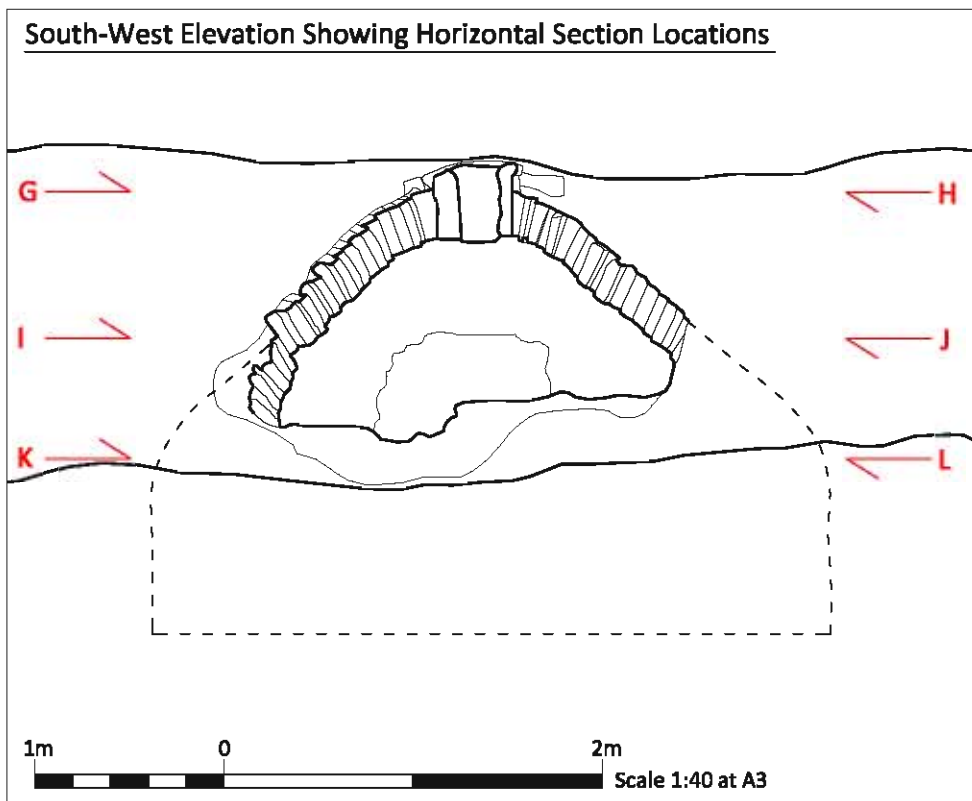 South-West Elevation Showing Horizontal Section Locations
G H
I J
K L
1m 0 2m
Scale 1:40 at A3